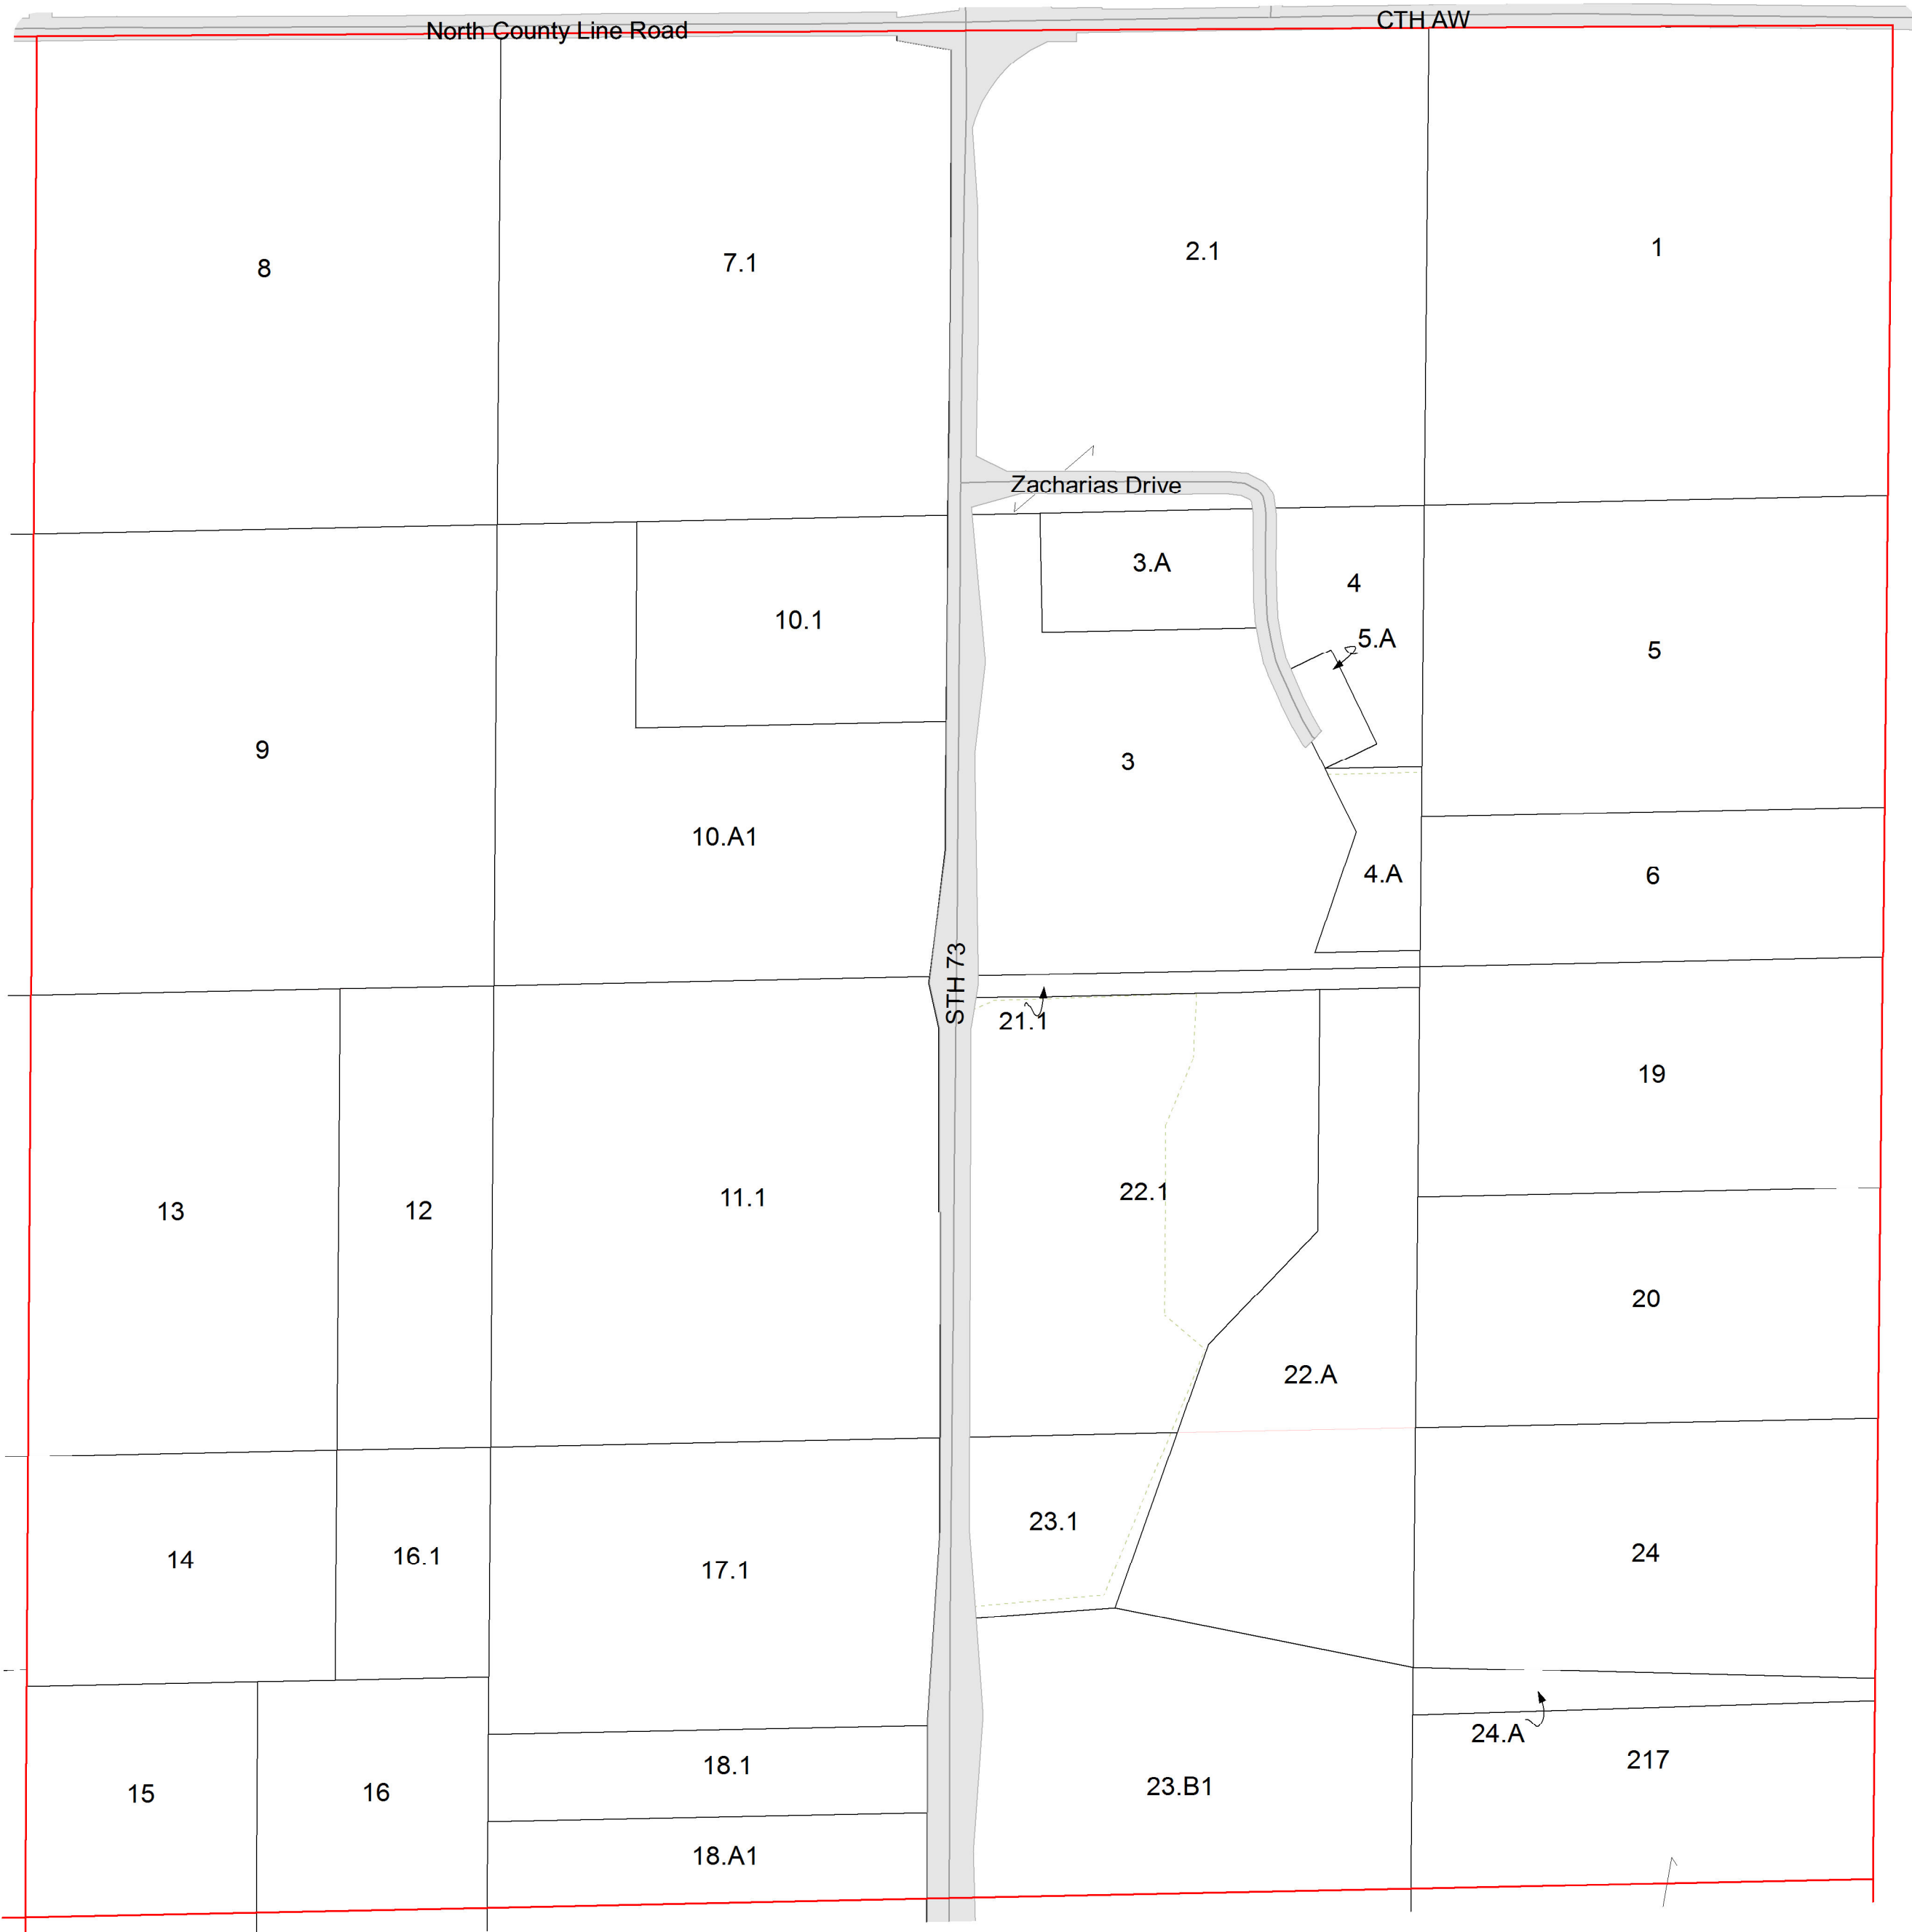 CTH AW
North County Line Road
1
2.1
7.1
8
Zacharias Drive
3.A
4
10.1
5.A
5
9
3
10.A1
4.A
6
STH 73
21.1
19
22.1
11.1
12
13
20
22.A
23.1
24
16.1
14
17.1
24.A
217
18.1
23.B1
16
15
18.A1